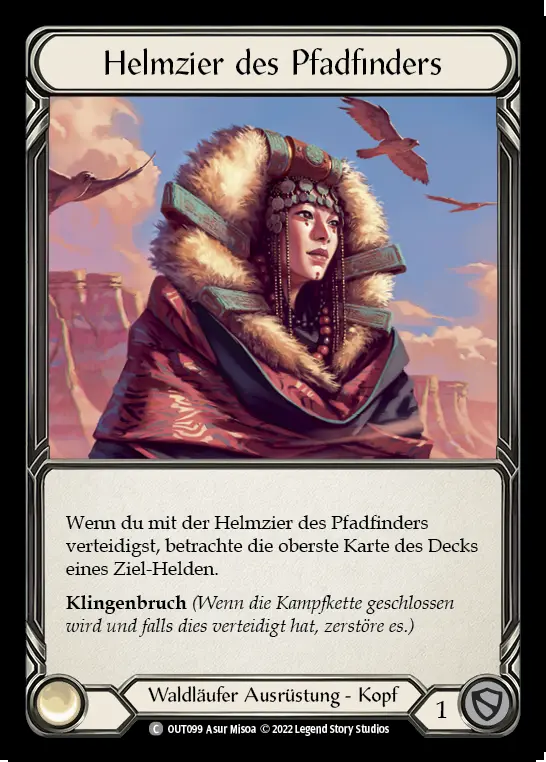 Helmzier des Pfadfinders
Wenn du mit der Helmzier des Pfadfinders
verteidigst, betrachte die oberste Karte des Decks
eines Ziel-Helden.
Klingenbruch (Wenn die Kampfkette geschlossen
wird und falls dies verteidigt hat, zerstöre es.)
Waldläufer Ausrüstung - Kopf
1
C OUT099 Asur Misoa © 2022 Legend Story Studios